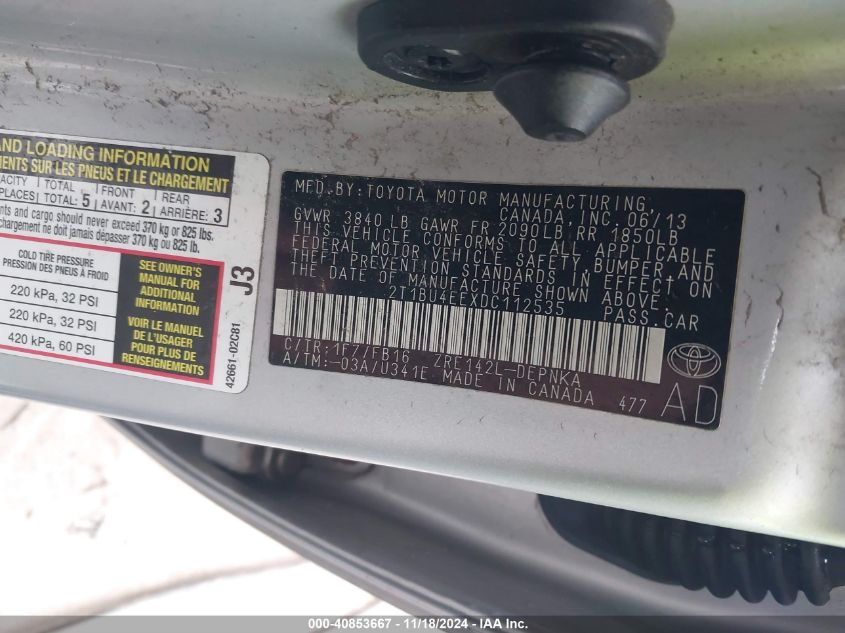 AND LOADING INFORMATION
MENTS SUR LES PNEUS ET LE CHARGEMENT
ACITY TOTAL FRONT REAR
PLACES TOTAL: 5 AVANT: 2 ARRIÈRE: 3
nts and cargo should never exceed 370 kg or 825 lbs.
chargement ne doit jamais dépasser 370 kg ou 825 lb.
COLD TIRE PRESSURE
PRESSION DES PNEUS À FROID
220 kPa, 32 PSI
220 kPa, 32 PSI
420 kPa, 60 PSI
SEE OWNER'S
MANUAL FOR
ADDITIONAL
INFORMATION
VOIR LE MANUEL
DE L'USAGER
POUR PLUS DE
RENSEIGNEMENTS
J3
42661-02C81
MFD.BY:TOYOTA MOTOR MANUFACTURING
CANADA,INC.06/13
GVWR 3840LB GAWR FR 2090LB,RR 1850LB
THIS VEHICLE CONFORMS TO ALL APPLICABLE
FEDERAL MOTOR VEHICLE SAFETY,BUMPER,AND
THEFT PREVENTION STANDARDS IN EFFECT ON
THE DATE OF MANUFACTURE SHOWN ABOVE.
2T1BU4EEXDC112535 PASS.CAR
C/TR:1F7/FB16 ZRE142L-DEPNKA
A/TM:-03A/U341E MADE IN CANADA 477
AD
000-40853667 - 11/18/2024 - IAAI.com